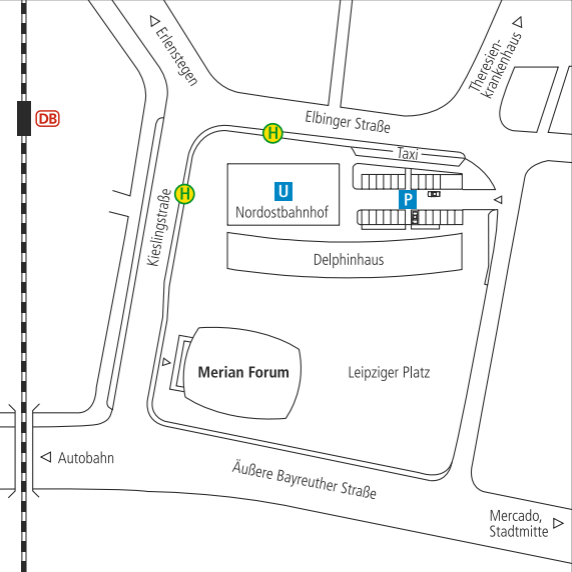 Erlenstegen
Theresien-
krankenhaus
DB
H
Elbinger Straße
Taxi
H
U
Nordostbahnhof
P
Kieslingstraße
Delphinhaus
Merian Forum
Leipziger Platz
Autobahn
Äußere Bayreuther Straße
Mercado,
Stadtmitte